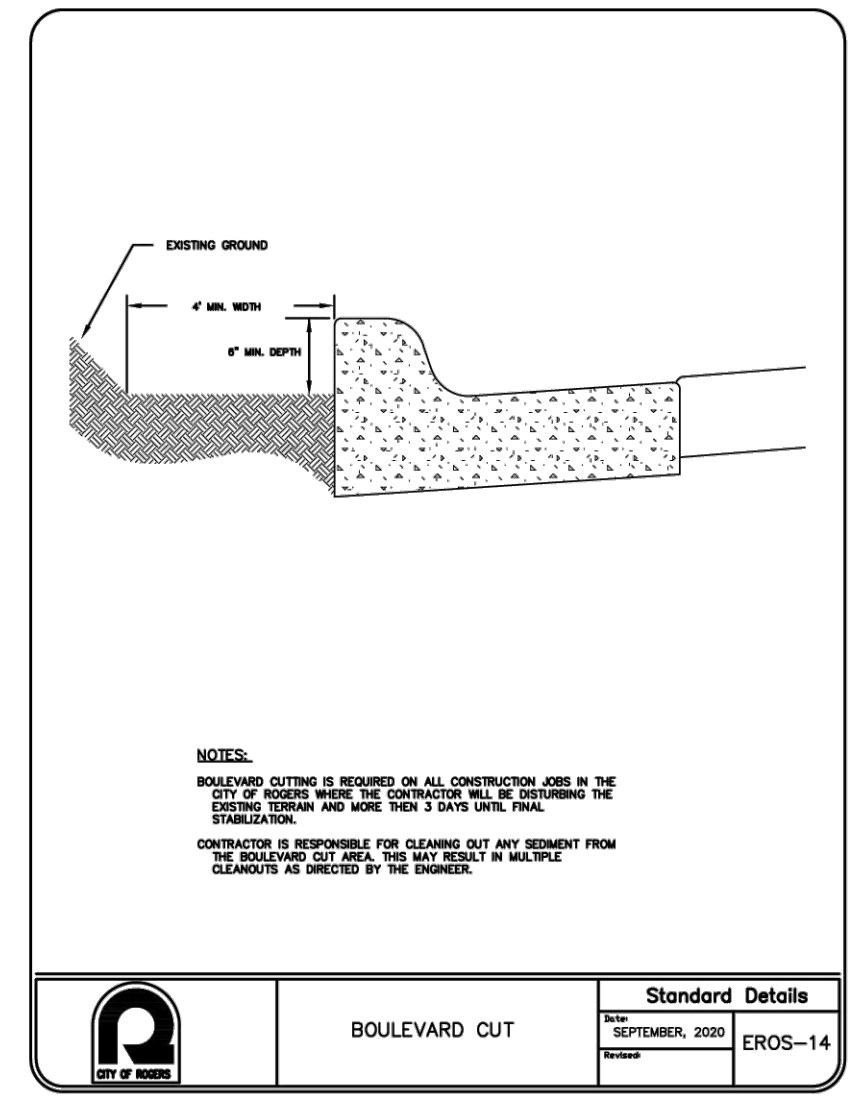 EXISTING GROUND
4' MIN. WIDTH
6" MIN. DEPTH
NOTES:
BOULEVARD CUTTING IS REQUIRED ON ALL CONSTRUCTION JOBS IN THE
CITY OF ROGERS WHERE THE CONTRACTOR WILL BE DISTURBING THE
EXISTING TERRAIN AND MORE THEN 3 DAYS UNTIL FINAL
STABILIZATION.
CONTRACTOR IS RESPONSIBLE FOR CLEANING OUT ANY SEDIMENT FROM
THE BOULEVARD CUT AREA. THIS MAY RESULT IN MULTIPLE
CLEANOUTS AS DIRECTED BY THE ENGINEER.
CITY OF ROGERS
BOULEVARD CUT
Standard Details
Date:
SEPTEMBER, 2020
Revised:
EROS-14